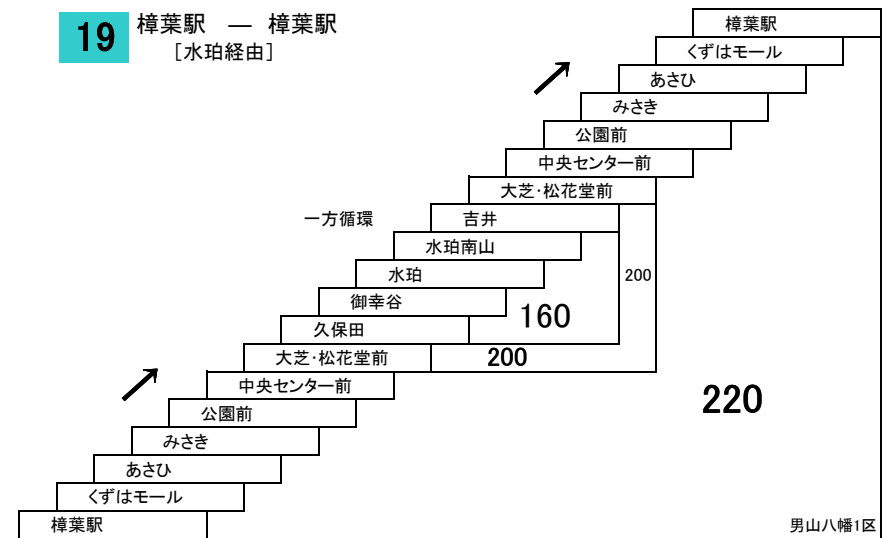 19 樟葉駅 ― 樟葉駅
[水珀経由]
樟葉駅
くずはモール
あさひ
みさき
公園前
中央センター前
大芝･松花堂前
一方循環
吉井
水珀南山
水珀
200
御幸谷
160
久保田
大芝･松花堂前
200
中央センター前
220
公園前
みさき
あさひ
くずはモール
樟葉駅
男山八幡1区